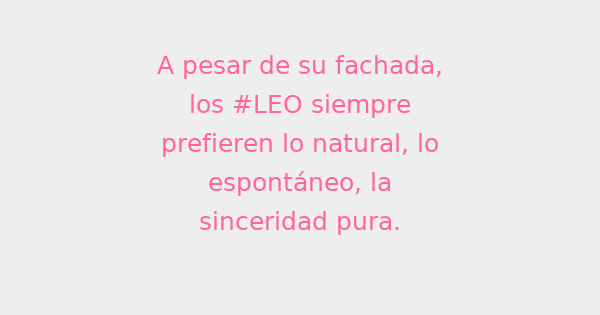 A pesar de su fachada,
los #LEO siempre
prefieren lo natural, lo
espontáneo, la
sinceridad pura.